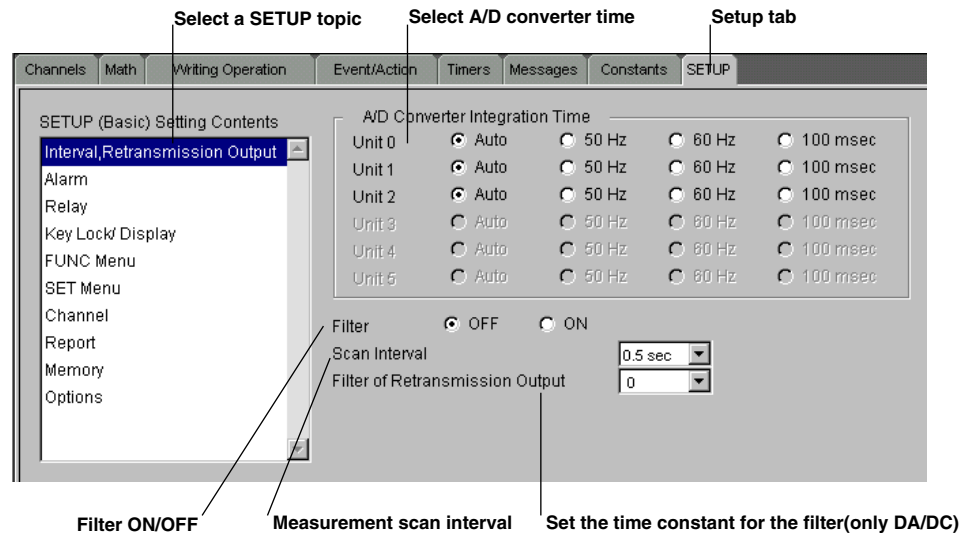 Select a SETUP topic
Select A/D converter time
Setup tab
Channels Math Writing Operation Event/Action Timers Messages Constants SETUP
SETUP (Basic) Setting Contents
Interval,Retransmission Output
Alarm
Relay
Key Lock/ Display
FUNC Menu
SET Menu
Channel
Report
Memory
Options
A/D Converter Integration Time
Unit 0 Auto 50 Hz 60 Hz 100 msec
Unit 1 Auto 50 Hz 60 Hz 100 msec
Unit 2 Auto 50 Hz 60 Hz 100 msec
Unit 3 Auto 50 Hz 60 Hz 100 msec
Unit 4 Auto 50 Hz 60 Hz 100 msec
Unit 5 Auto 50 Hz 60 Hz 100 msec
Filter OFF ON
Scan Interval 0.5 sec
Filter of Retransmission Output 0
Filter ON/OFF
Measurement scan interval
Set the time constant for the filter(only DA/DC)